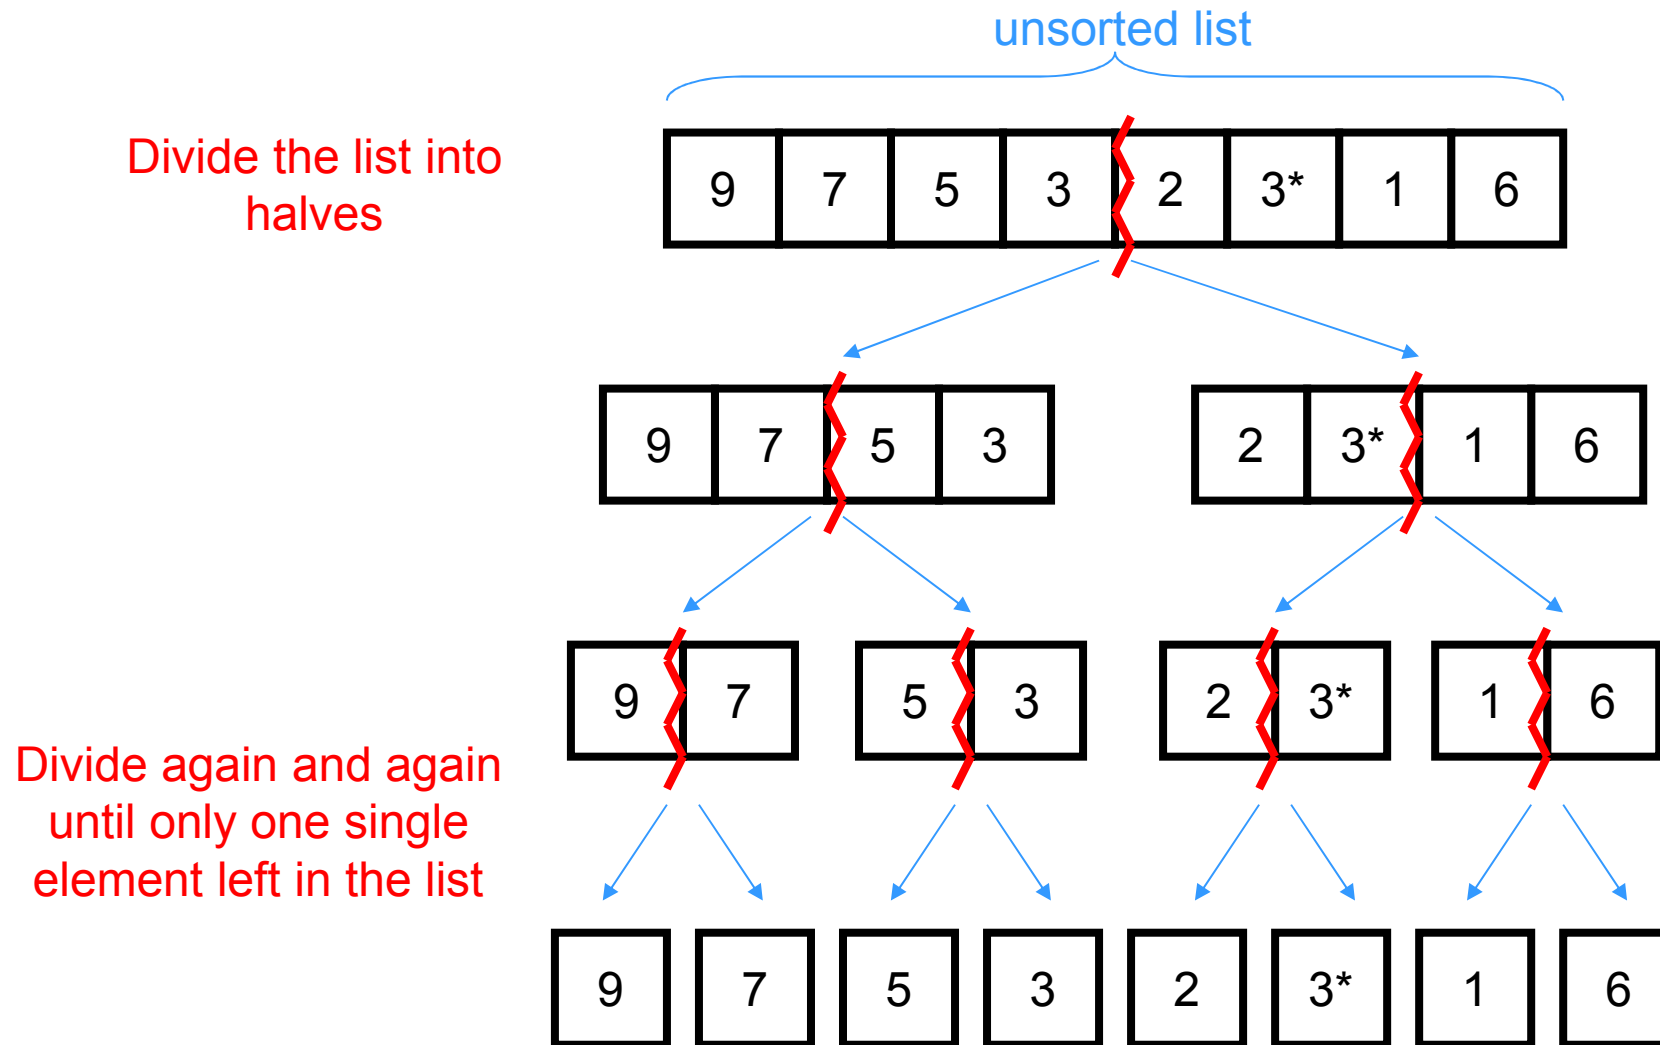 unsorted list
Divide the list into
halves
9 7 5 3 2 3* 1 6
9 7 5 3 2 3* 1 6
9 7 5 3 2 3* 1 6
Divide again and again
until only one single
element left in the list
9 7 5 3 2 3* 1 6